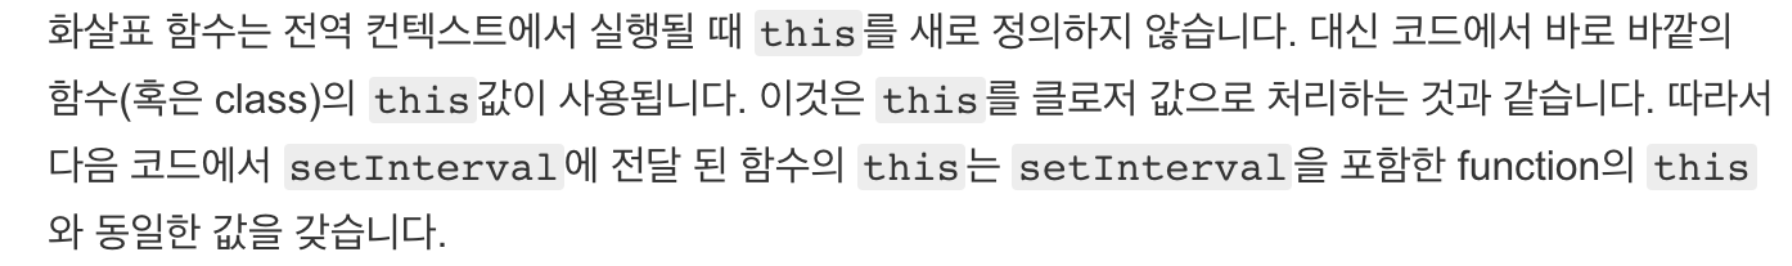 화살표 함수는 전역 컨텍스트에서 실행될 때 this를 새로 정의하지 않습니다. 대신 코드에서 바로 바깥의
함수(혹은 class)의 this값이 사용됩니다. 이것은 this를 클로저 값으로 처리하는 것과 같습니다. 따라서
다음 코드에서 setInterval에 전달 된 함수의 this는 setInterval을 포함한 function의 this
와 동일한 값을 갖습니다.